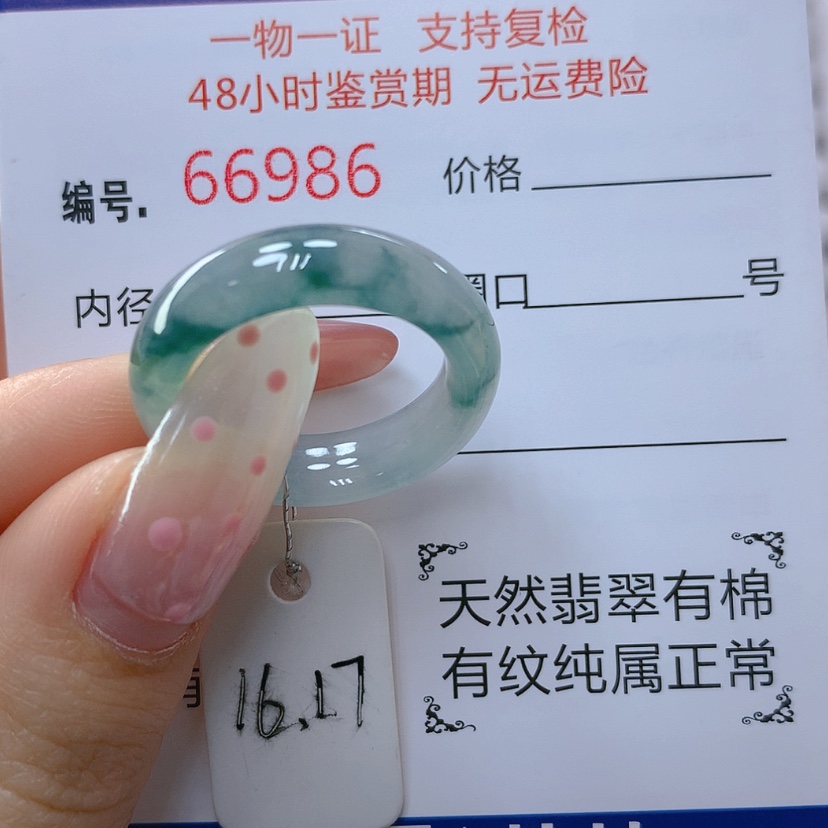 一物一证 支持复检
48小时鉴赏期 无运费险
编号. 66986 价格
内径 圈口 号
天然翡翠有棉
有纹纯属正常
16.17